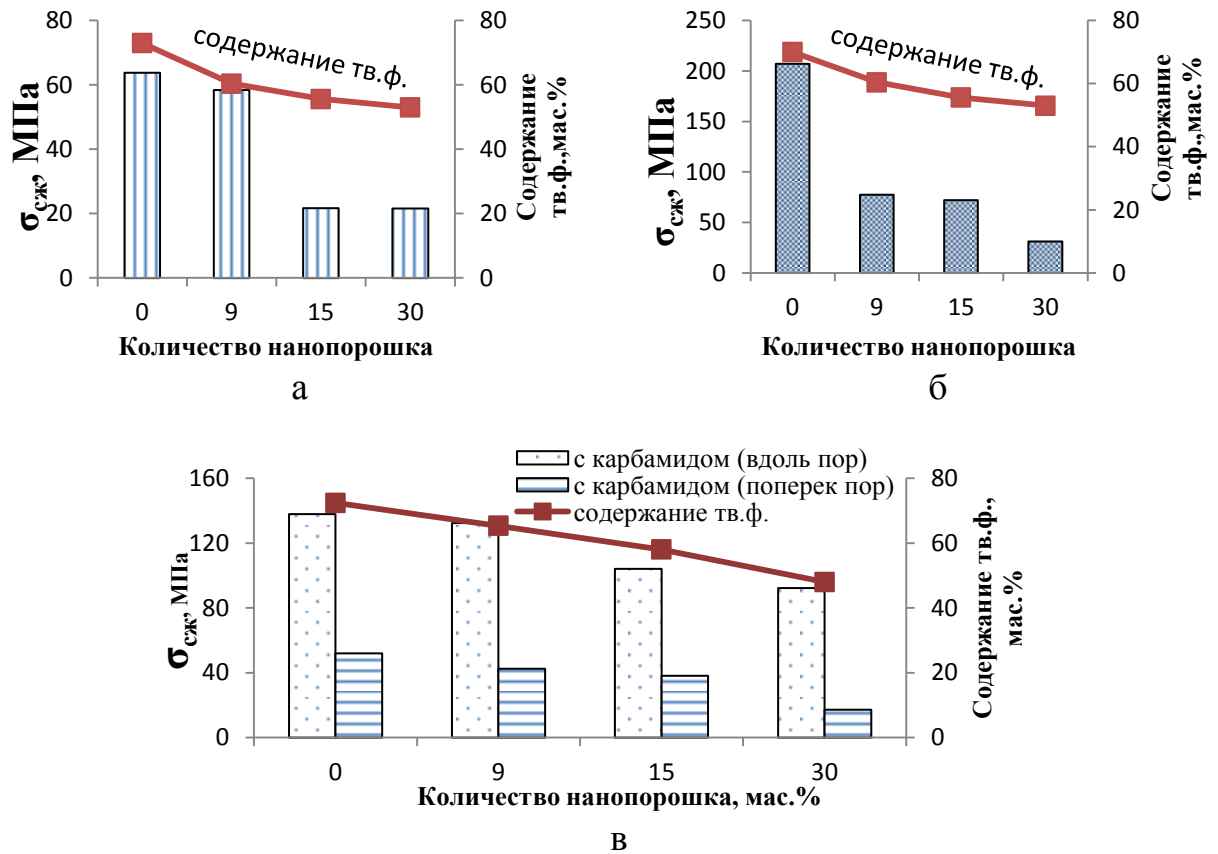 80
60
40
20
0
σсж, МПа
содержание тв.ф.
80
60
40
20
0
Содержание
тв.ф.,мас.%
0 9 15 30
Количество нанопорошка
а
250
200
150
100
50
0
σсж, МПа
содержание тв.ф.
80
60
40
20
0
Содержание
тв.ф.,мас.%
0 9 15 30
Количество нанопорошка
б
с карбамидом (вдоль пор)
с карбамидом (поперек пор)
содержание тв.ф.
160
120
80
40
0
σсж, МПа
80
60
40
20
0
Содержание тв.ф.,
мас.%
0 9 15 30
Количество нанопорошка, мас.%
в